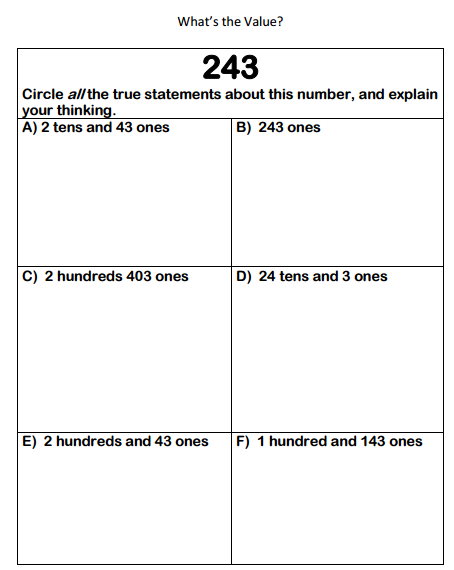 What's the Value?
243
Circle all the true statements about this number, and explain
your thinking.
A) 2 tens and 43 ones
B) 243 ones
C) 2 hundreds 403 ones
D) 24 tens and 3 ones
E) 2 hundreds and 43 ones
F) 1 hundred and 143 ones